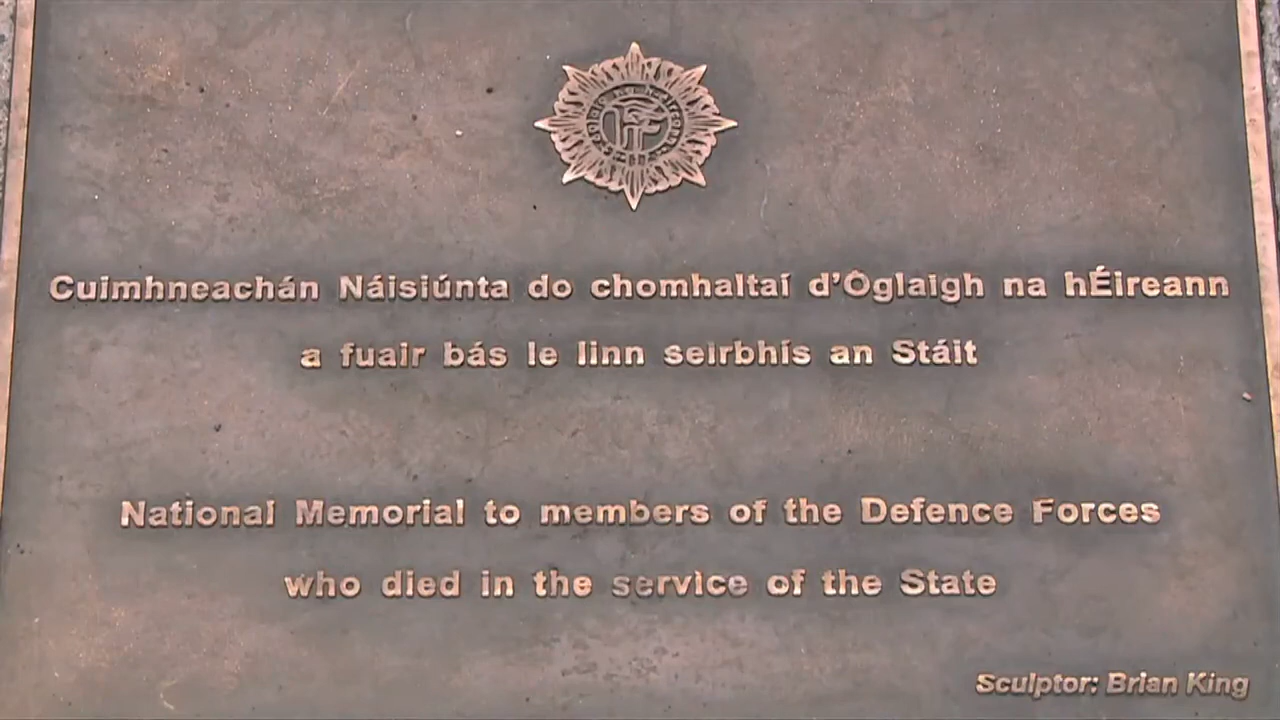 Cuimhneachán Náisiúnta do chomhaltaí d'Óglaigh na hÉireann
a fuair bás le linn seirbhís an Stáit
National Memorial to members of the Defence Forces
who died in the service of the State
Sculptor: Brian King